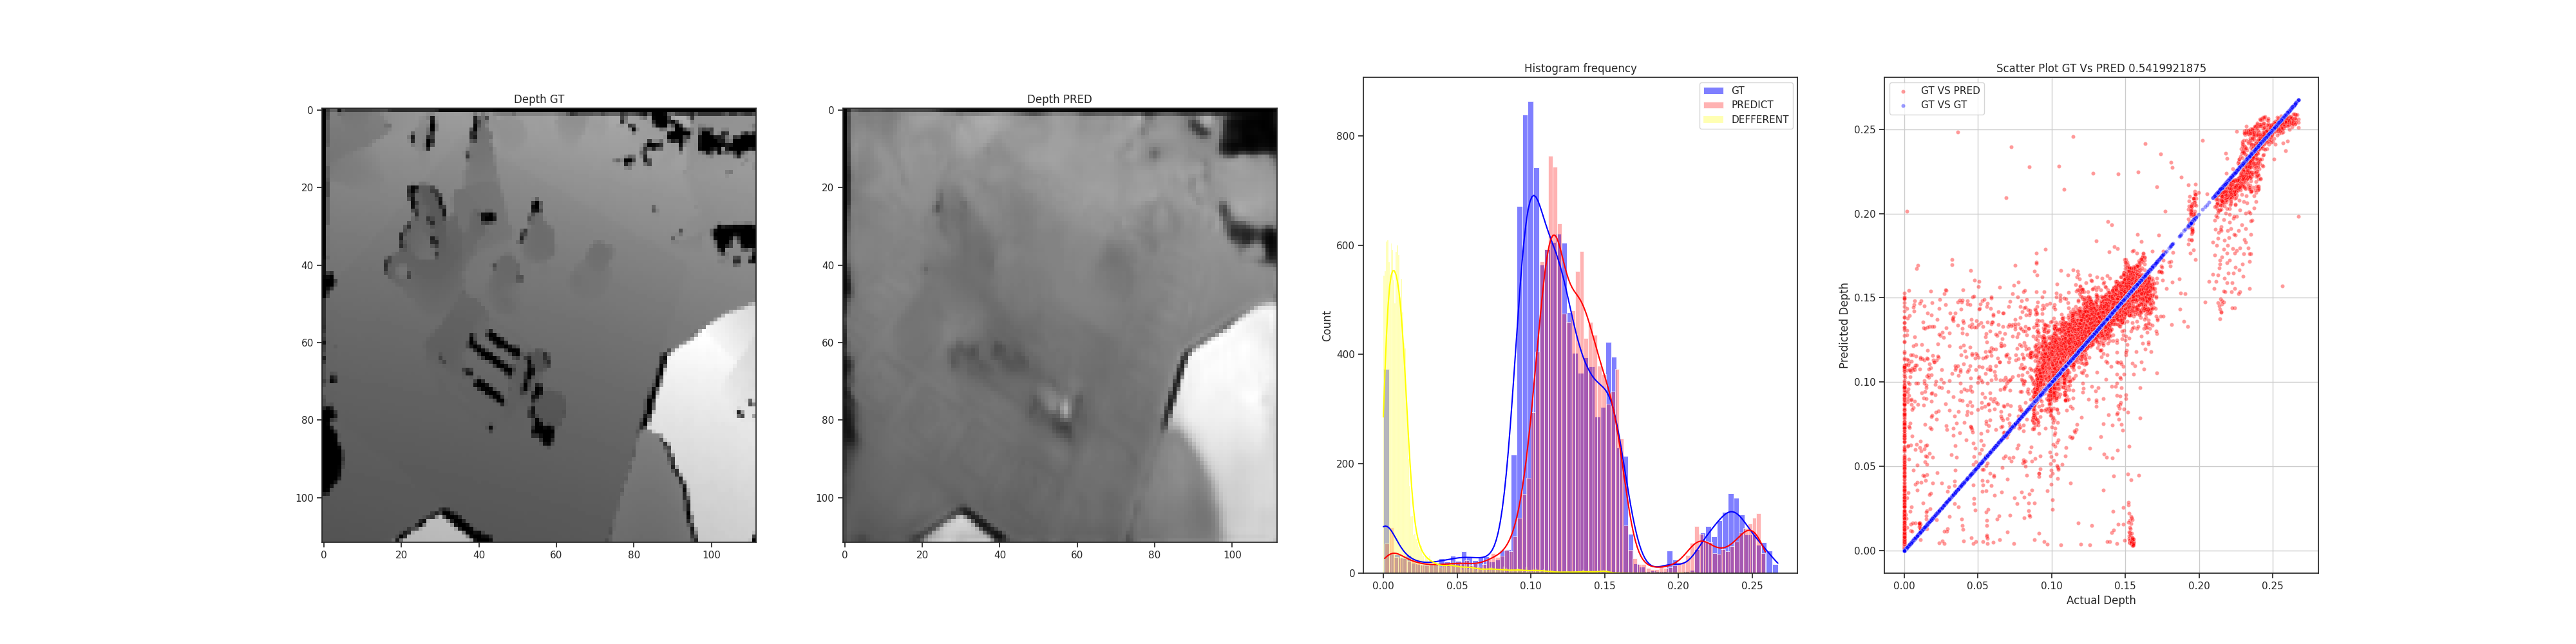 Depth GT
0
20
40
60
80
100
0 20 40 60 80 100
Depth PRED
0
20
40
60
80
100
0 20 40 60 80 100
Histogram frequency
GT
PREDICT
DEFFERENT
Count
800
600
400
200
0
0.00 0.05 0.10 0.15 0.20 0.25
Scatter Plot GT Vs PRED 0.5419921875
GT VS PRED
GT VS GT
Predicted Depth
0.25
0.20
0.15
0.10
0.05
0.00
0.00 0.05 0.10 0.15 0.20 0.25
Actual Depth